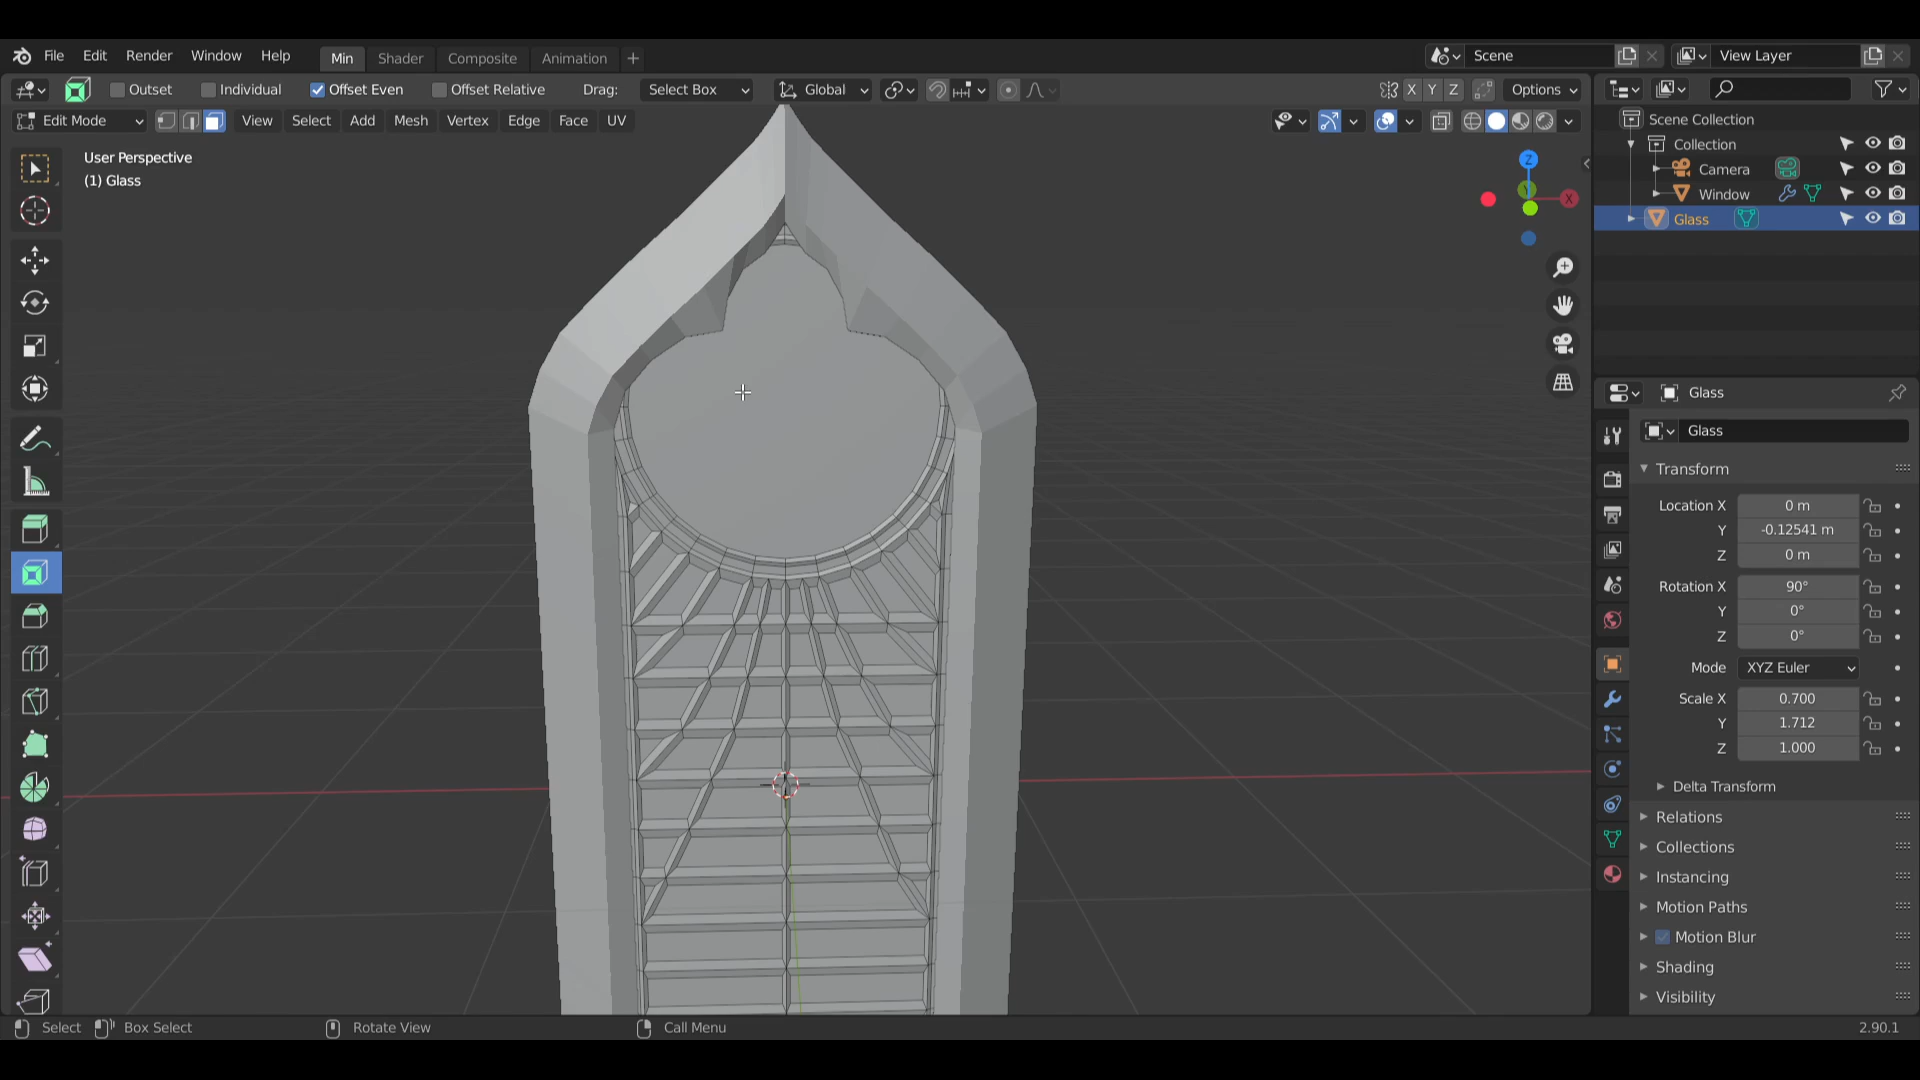 File Edit Render Window Help Min Shader Composite Animation + Scene View Layer
Outset Individual Offset Even Offset Relative Drag: Select Box Global X Y Z Options
Edit Mode View Select Add Mesh Vertex Edge Face UV
User Perspective
(1) Glass
Z
X
Scene Collection
Collection
Camera
Window
Glass
Glass
Glass
Transform
Location X 0 m
Y -0.12541 m
Z 0 m
Rotation X 90°
Y 0°
Z 0°
Mode XYZ Euler
Scale X 0.700
Y 1.712
Z 1.000
Delta Transform
Relations
Collections
Instancing
Motion Paths
Motion Blur
Shading
Visibility
Select Box Select Rotate View Call Menu 2.90.1